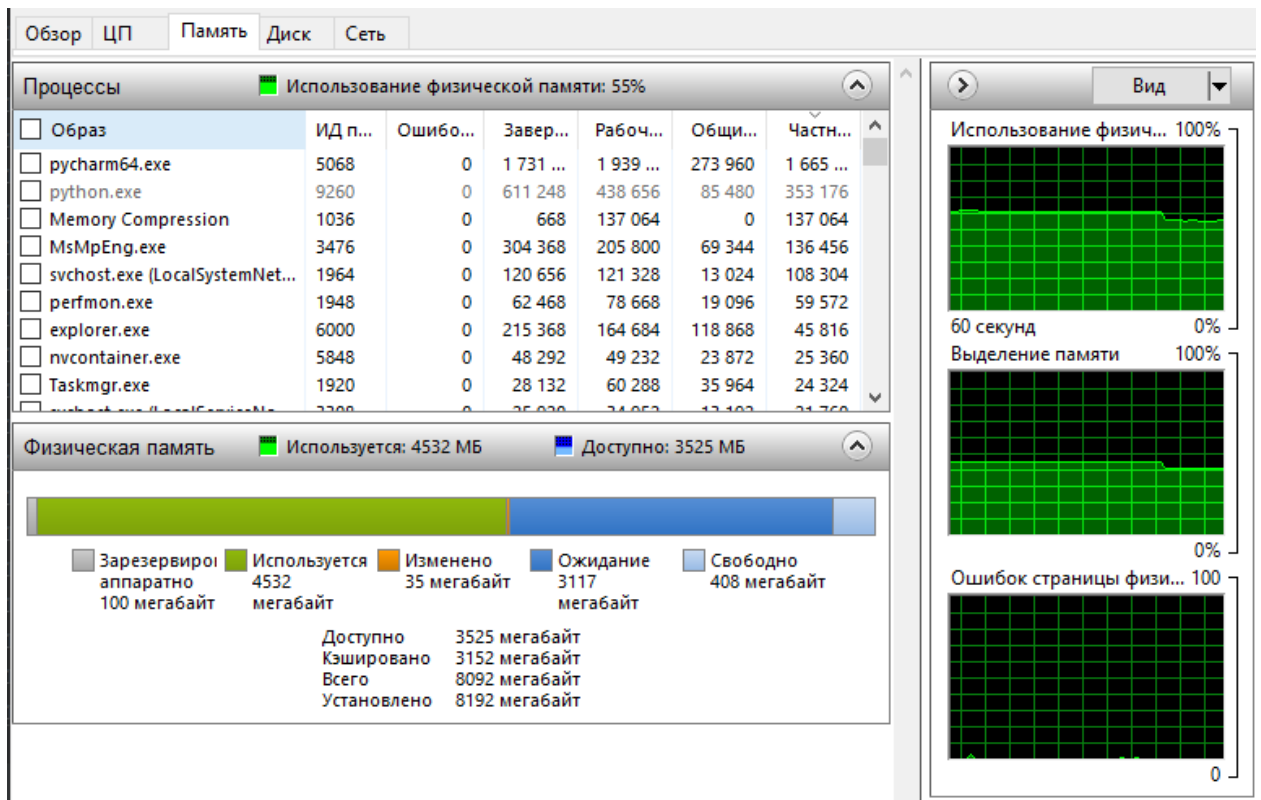 Обзор ЦП Память Диск Сеть
Процессы Использование физической памяти: 55%
Образ ИД п... Ошибо... Завер... Рабоч... Общи... Частн...
pycharm64.exe 5068 0 1 731 ... 1 939 ... 273 960 1 665 ...
python.exe 9260 0 611 248 438 656 85 480 353 176
Memory Compression 1036 0 668 137 064 0 137 064
MsMpEng.exe 3476 0 304 368 205 800 69 344 136 456
svchost.exe (LocalSystemNet... 1964 0 120 656 121 328 13 024 108 304
perfmon.exe 1948 0 62 468 78 668 19 096 59 572
explorer.exe 6000 0 215 368 164 684 118 868 45 816
nvcontainer.exe 5848 0 48 292 49 232 23 872 25 360
Taskmgr.exe 1920 0 28 132 60 288 35 964 24 324
Физическая память Используется: 4532 МБ Доступно: 3525 МБ
Зарезервиро Используется Изменено Ожидание Свободно
аппаратно 4532 35 мегабайт 3117 408 мегабайт
100 мегабайт мегабайт мегабайт
Доступно 3525 мегабайт
Кэшировано 3152 мегабайт
Всего 8092 мегабайт
Установлено 8192 мегабайт
Вид
Использование физич... 100%
60 секунд 0%
Выделение памяти 100%
0%
Ошибок страницы физи... 100
0